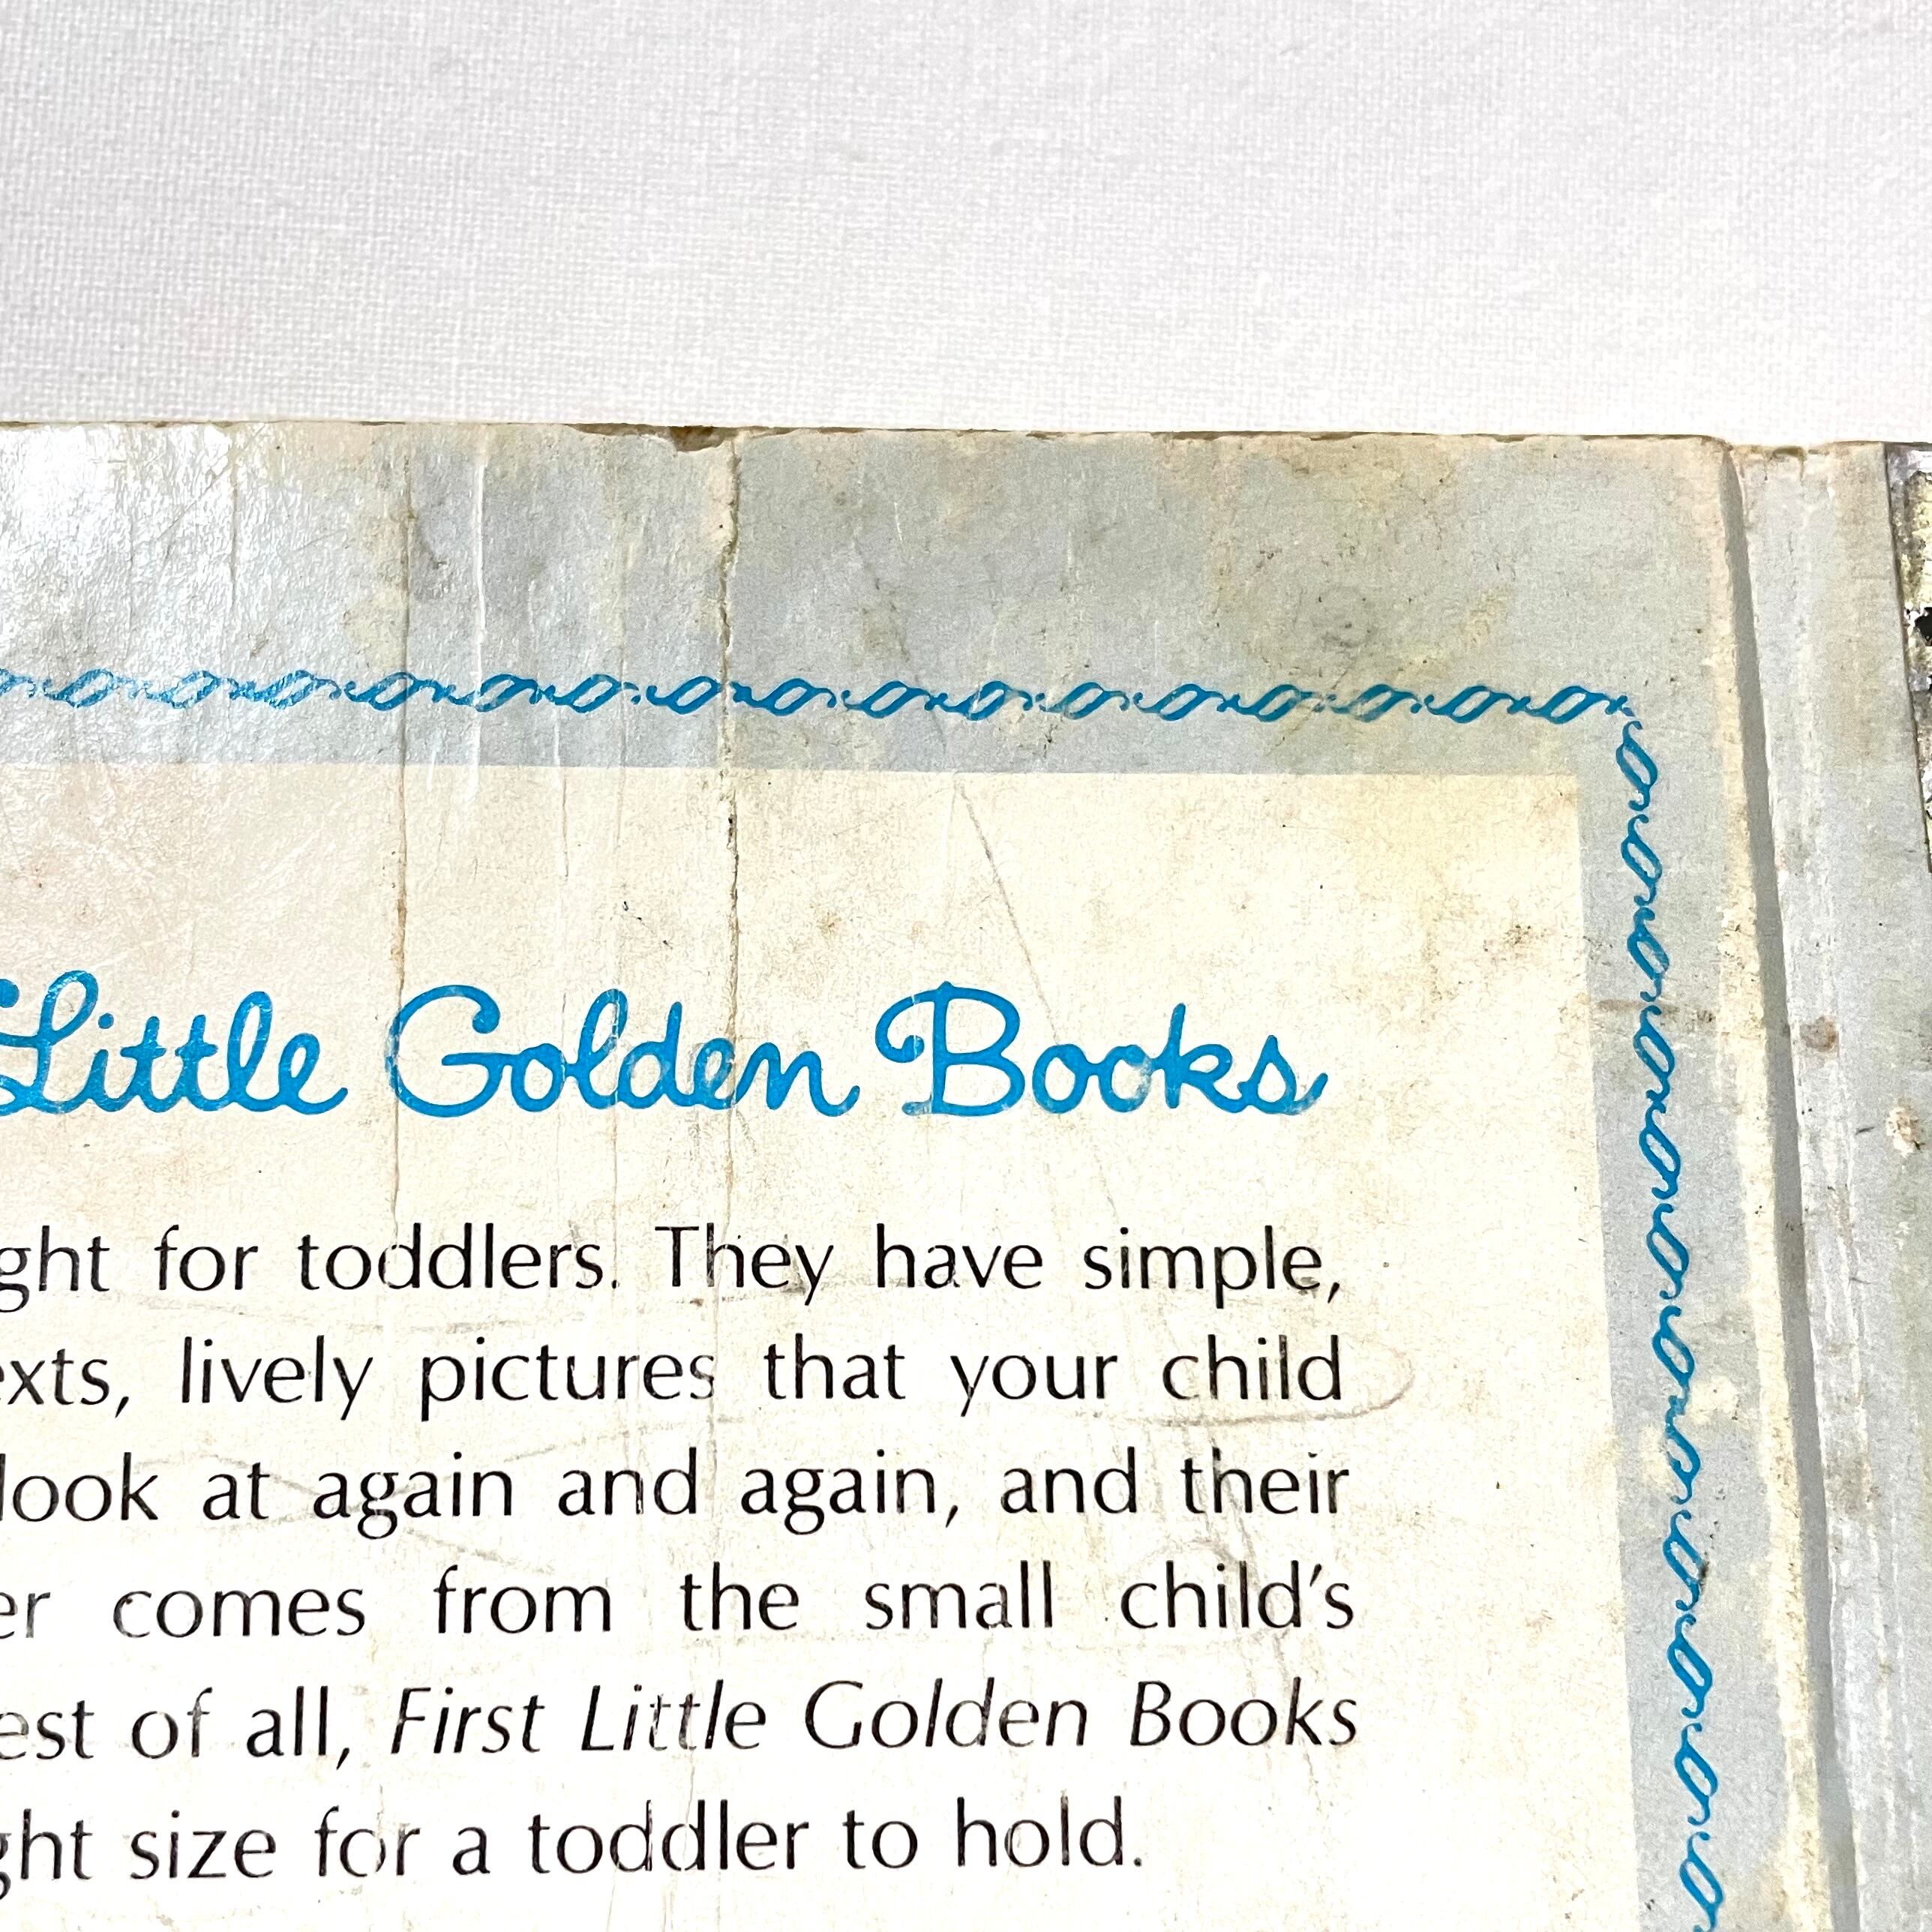 Little Golden Books
ght for toddlers. They have simple,
exts, lively pictures that your child
look at again and again, and their
er comes from the small child's
est of all, First Little Golden Books
ght size for a toddler to hold.